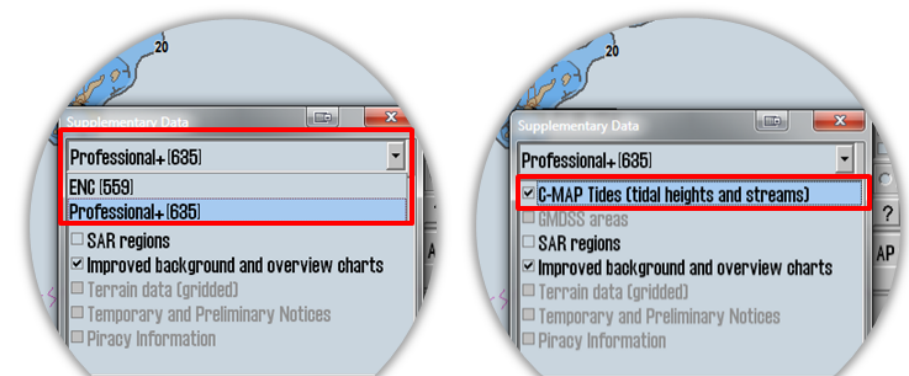 20
Supplementary Data
Professional+ [635]
ENC [559]
Professional+ [635]
SAR regions
Improved background and overview charts
Terrain data (gridded)
Temporary and Preliminary Notices
Piracy Information
20
Supplementary Data
Professional+ [635]
C-MAP Tides (tidal heights and streams)
GMDSS areas
SAR regions
Improved background and overview charts
Terrain data (gridded)
Temporary and Preliminary Notices
Piracy Information
?
AP